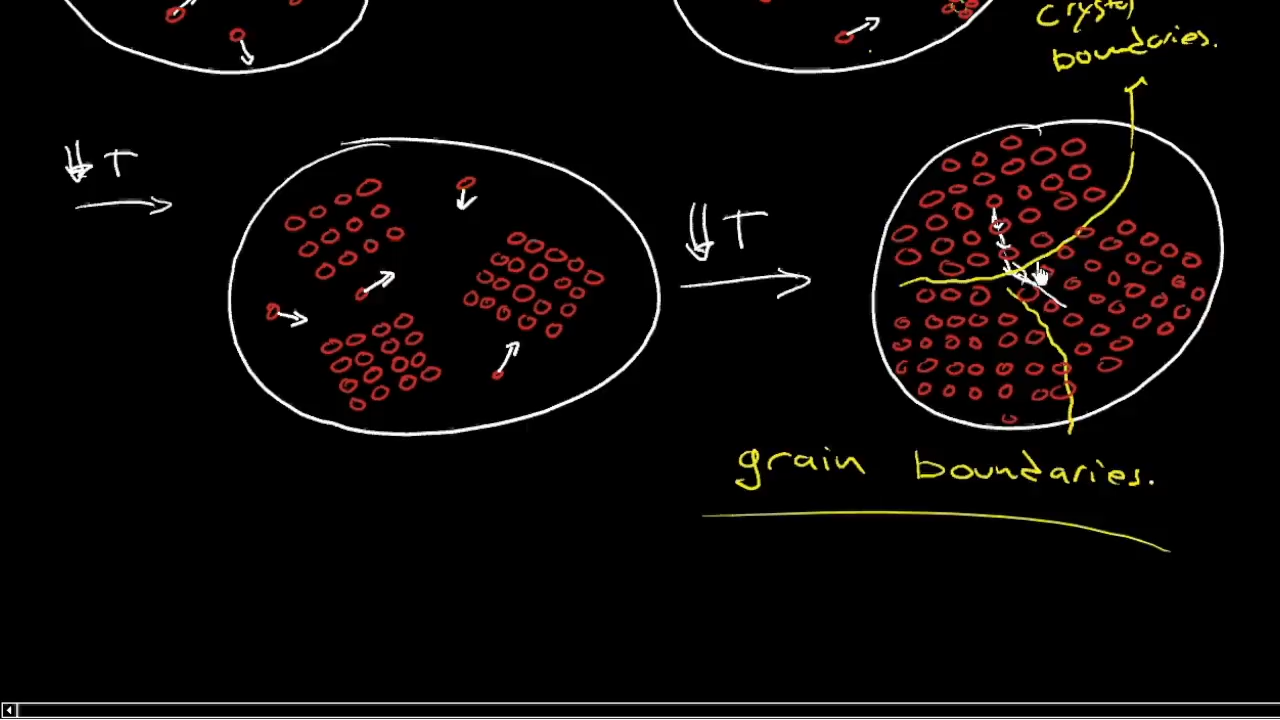 crystal
boundaries.
↓↓ T
↓↓ T
grain boundaries.